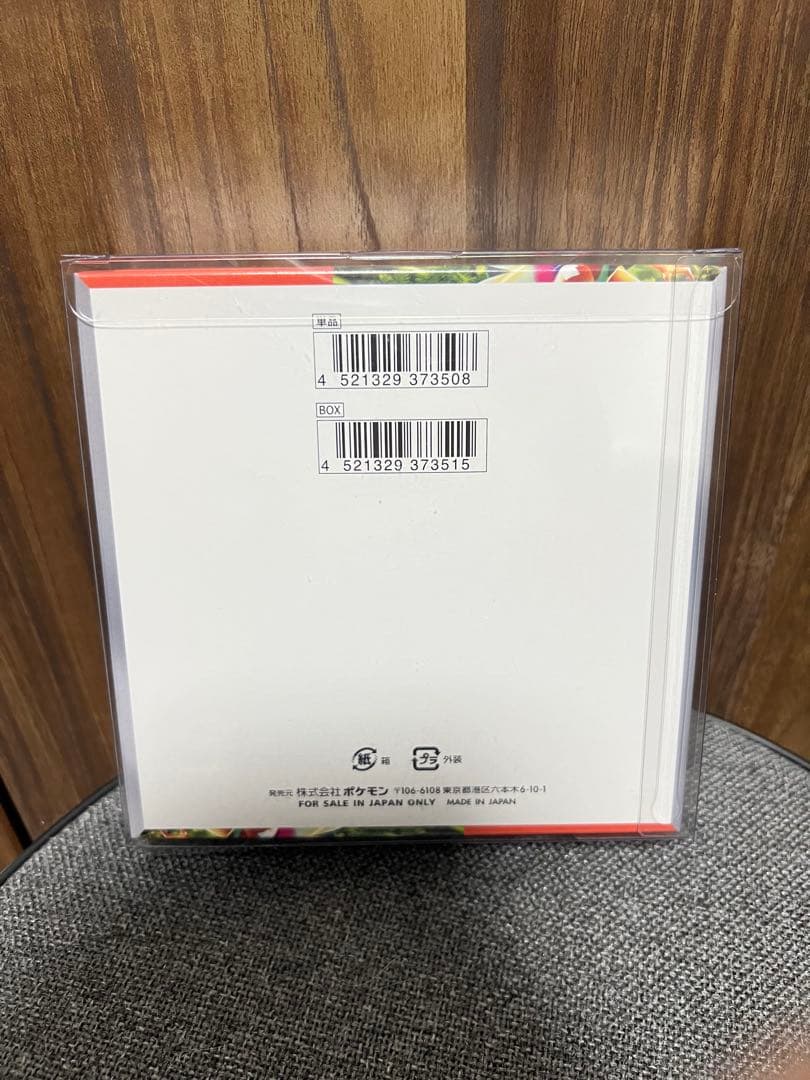 単品
4 521329 373508
BOX
4 521329 373515
紙 箱 プラ 外装
発売元 株式会社ポケモン 〒106-6108 東京都港区六本木6-10-1
FOR SALE IN JAPAN ONLY MADE IN JAPAN